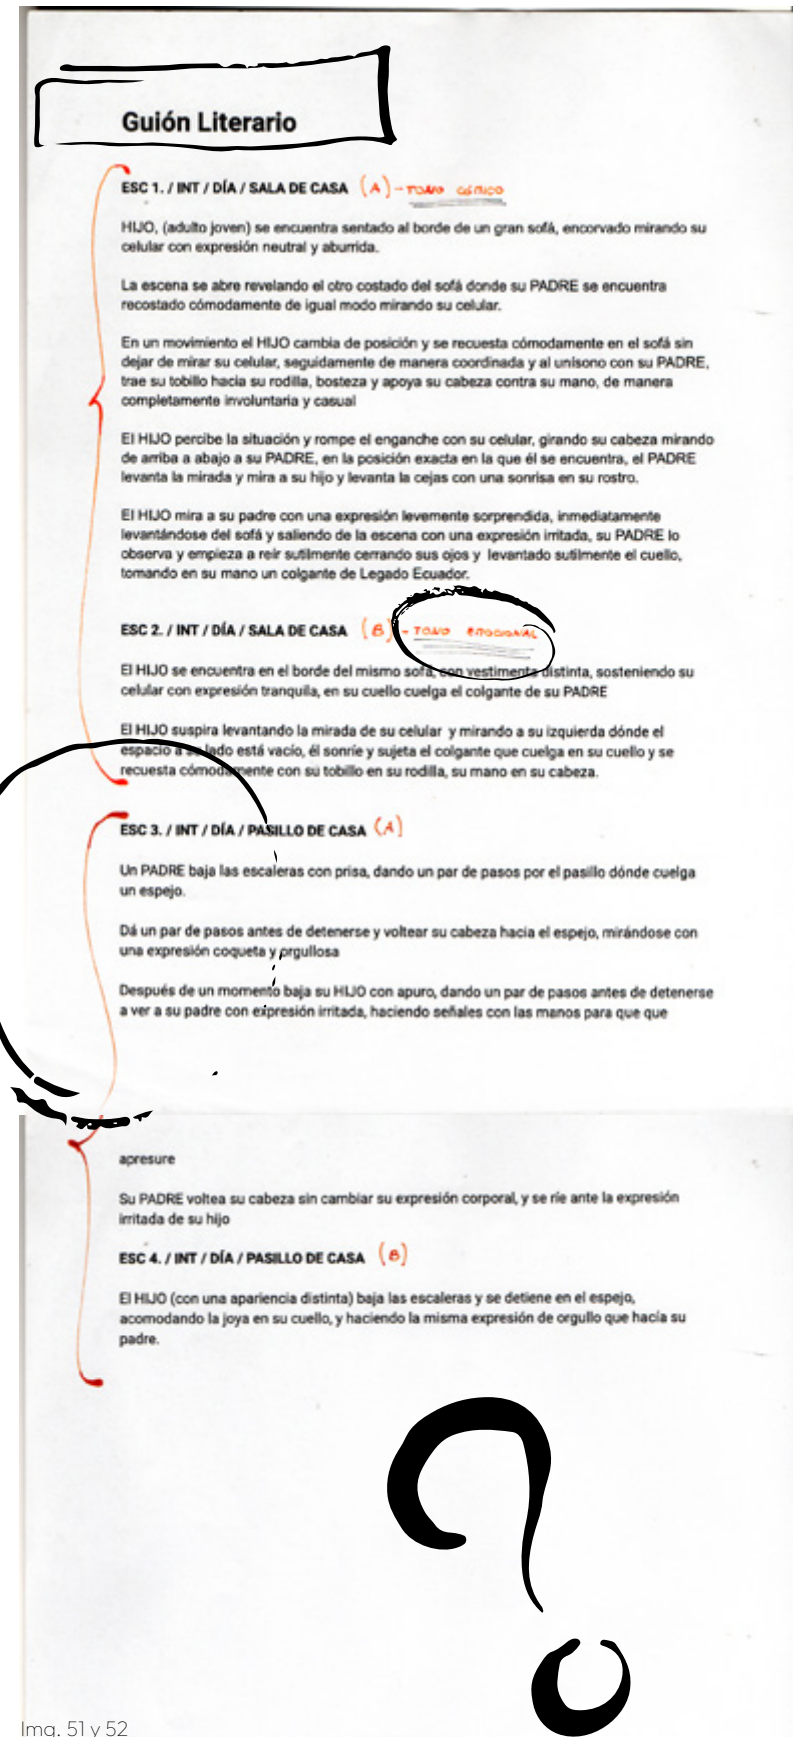 Guión Literario
ESC 1. / INT / DÍA / SALA DE CASA (A) - TONO CÓMICO
HIJO, (adulto joven) se encuentra sentado al borde de un gran sofá, encorvado mirando su
celular con expresión neutral y aburrida.
La escena se abre revelando el otro costado del sofá donde su PADRE se encuentra
recostado cómodamente de igual modo mirando su celular.
En un movimiento el HIJO cambia de posición y se recuesta cómodamente en el sofá sin
dejar de mirar su celular, seguidamente de manera coordinada y al unísono con su PADRE,
trae su tobillo hacia su rodilla, bosteza y apoya su cabeza contra su mano, de manera
completamente involuntaria y casual
El HIJO percibe la situación y rompe el enganche con su celular, girando su cabeza mirando
de arriba a abajo a su PADRE, en la posición exacta en la que él se encuentra, el PADRE
levanta la mirada y mira a su hijo y levanta la cejas con una sonrisa en su rostro.
El HIJO mira a su padre con una expresión levemente sorprendida, inmediatamente
levantándose del sofá y saliendo de la escena con una expresión irritada, su PADRE lo
observa y empieza a reír sutilmente cerrando sus ojos y levantado sutilmente el cuello,
tomando en su mano un colgante de Legado Ecuador.
ESC 2. / INT / DÍA / SALA DE CASA (B) - TONO EMOCIONAL
El HIJO se encuentra en el borde del mismo sofá, con vestimenta distinta, sosteniendo su
celular con expresión tranquila, en su cuello cuelga el colgante de su PADRE
El HIJO suspira levantando la mirada de su celular y mirando a su izquierda dónde el
espacio a su lado está vacío, él sonríe y sujeta el colgante que cuelga en su cuello y se
recuesta cómodamente con su tobillo en su rodilla, su mano en su cabeza.
ESC 3. / INT / DÍA / PASILLO DE CASA (A)
Un PADRE baja las escaleras con prisa, dando un par de pasos por el pasillo dónde cuelga
un espejo.
Dá un par de pasos antes de detenerse y voltear su cabeza hacia el espejo, mirándose con
una expresión coqueta y orgullosa
Después de un momento baja su HIJO con apuro, dando un par de pasos antes de detenerse
a ver a su padre con expresión irritada, haciendo señales con las manos para que que
apresure
Su PADRE voltea su cabeza sin cambiar su expresión corporal, y se ríe ante la expresión
irritada de su hijo
ESC 4. / INT / DÍA / PASILLO DE CASA (B)
El HIJO (con una apariencia distinta) baja las escaleras y se detiene en el espejo,
acomodando la joya en su cuello, y haciendo la misma expresión de orgullo que hacía su
padre.
?
Img. 51 y 52